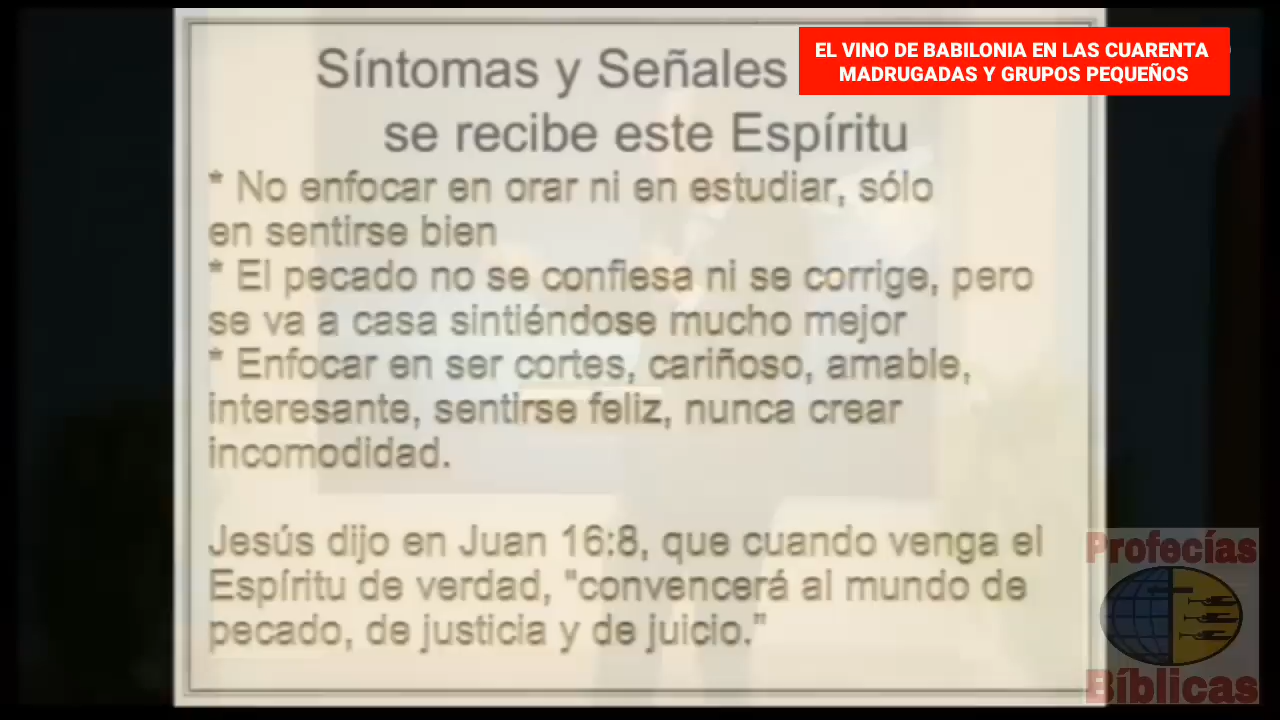 Síntomas y Señales
EL VINO DE BABILONIA EN LAS CUARENTA
MADRUGADAS Y GRUPOS PEQUEÑOS
se recibe este Espíritu
* No enfocar en orar ni en estudiar, sólo
en sentirse bien
* El pecado no se confiesa ni se corrige, pero
se va a casa sintiéndose mucho mejor
* Enfocar en ser cortes, cariñoso, amable,
interesante, sentirse feliz, nunca crear
incomodidad.
Jesús dijo en Juan 16:8, que cuando venga el
Espíritu de verdad, "convencerá al mundo de
pecado, de justicia y de juicio."
Profecías
Bíblicas